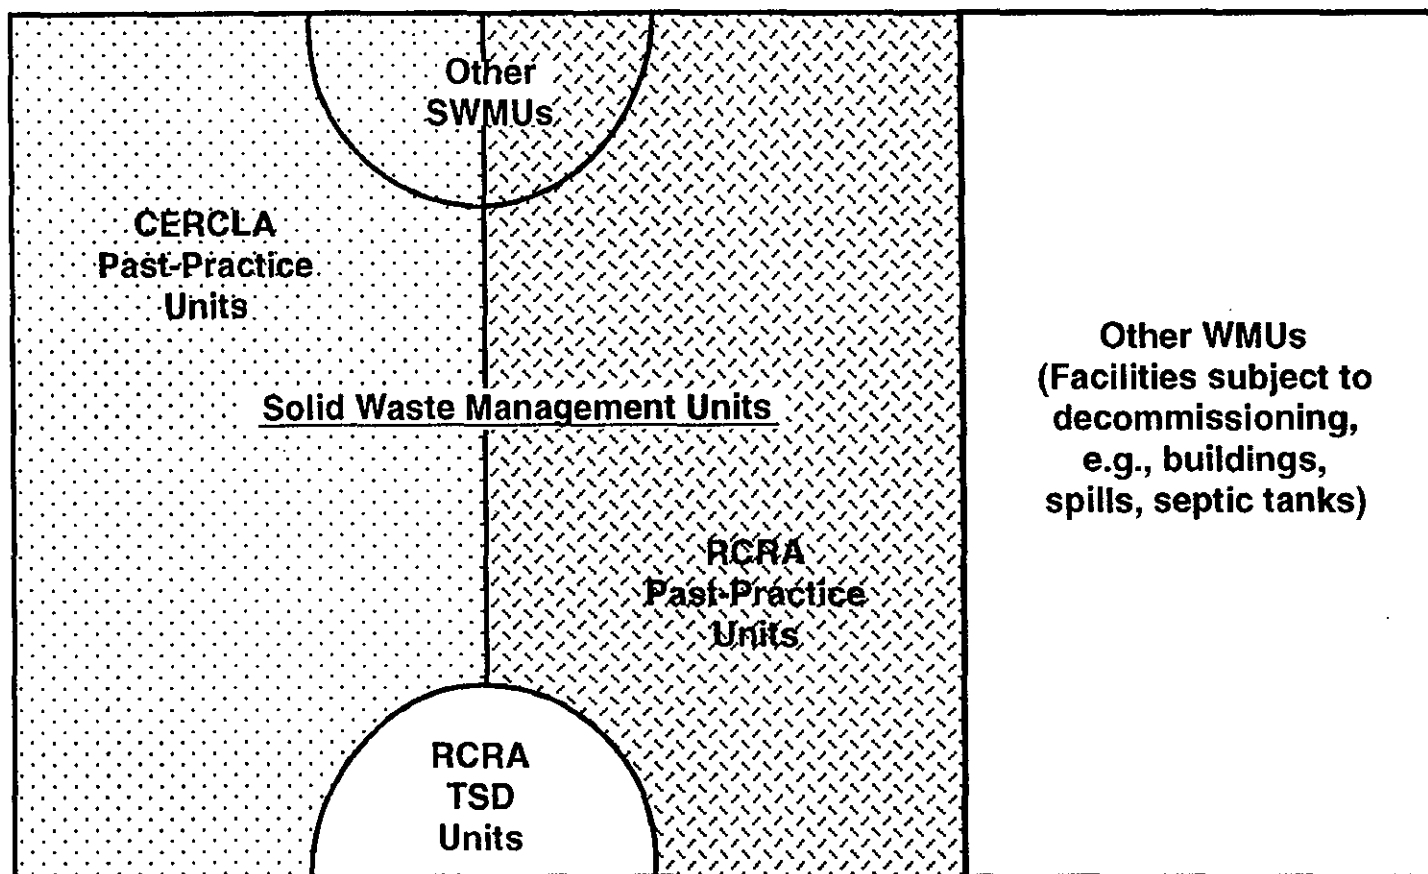 Other
SWMUs
CERCLA
Past-Practice
Units
Solid Waste Management Units
Other WMUs
(Facilities subject to
decommissioning,
e.g., buildings,
spills, septic tanks)
RCRA
Past-Practice
Units
RCRA
TSD
Units